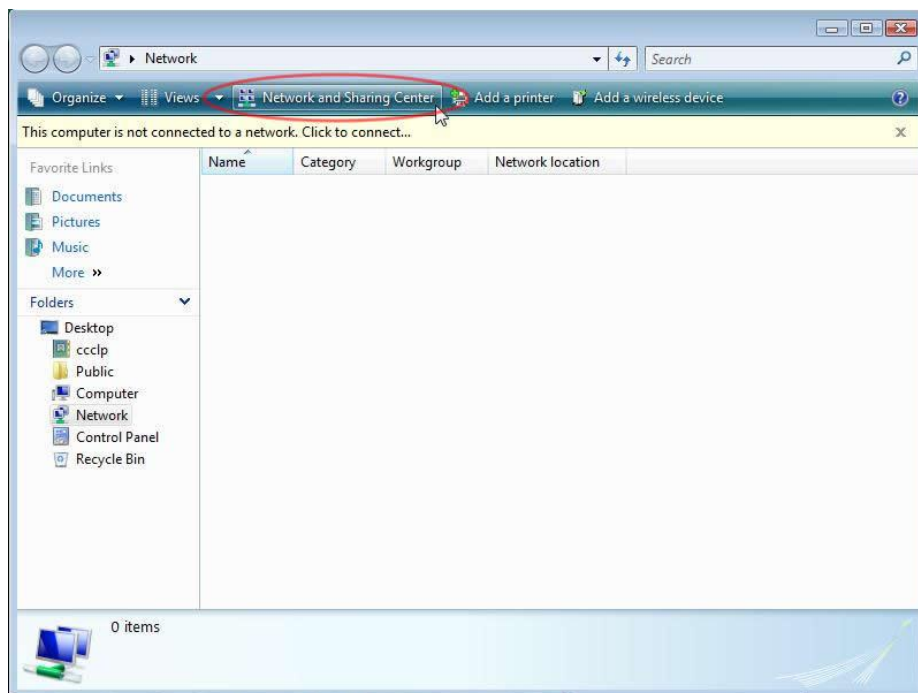 Network
Search
Organize Views Network and Sharing Center Add a printer Add a wireless device
This computer is not connected to a network. Click to connect...
Favorite Links
Documents
Pictures
Music
More »
Folders
Desktop
ccclp
Public
Computer
Network
Control Panel
Recycle Bin
Name Category Workgroup Network location
0 items